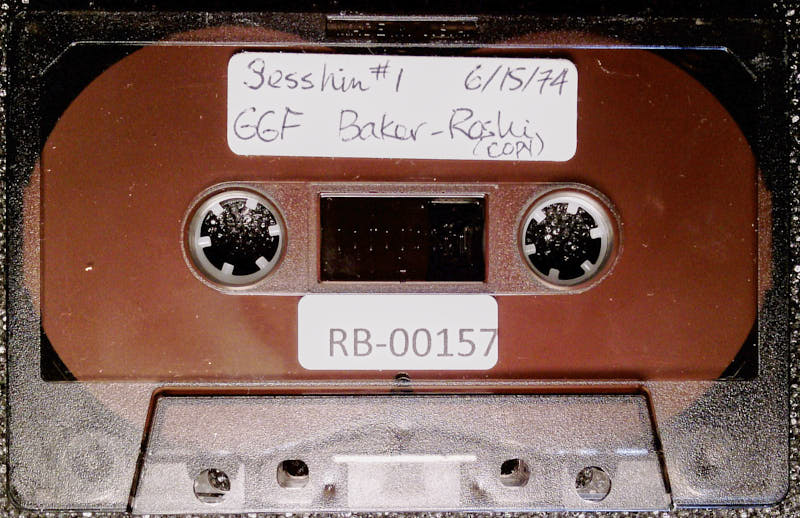 Sesshin #1 6/15/74
GGF Baker-Roshi
(COPY)
RB-00157